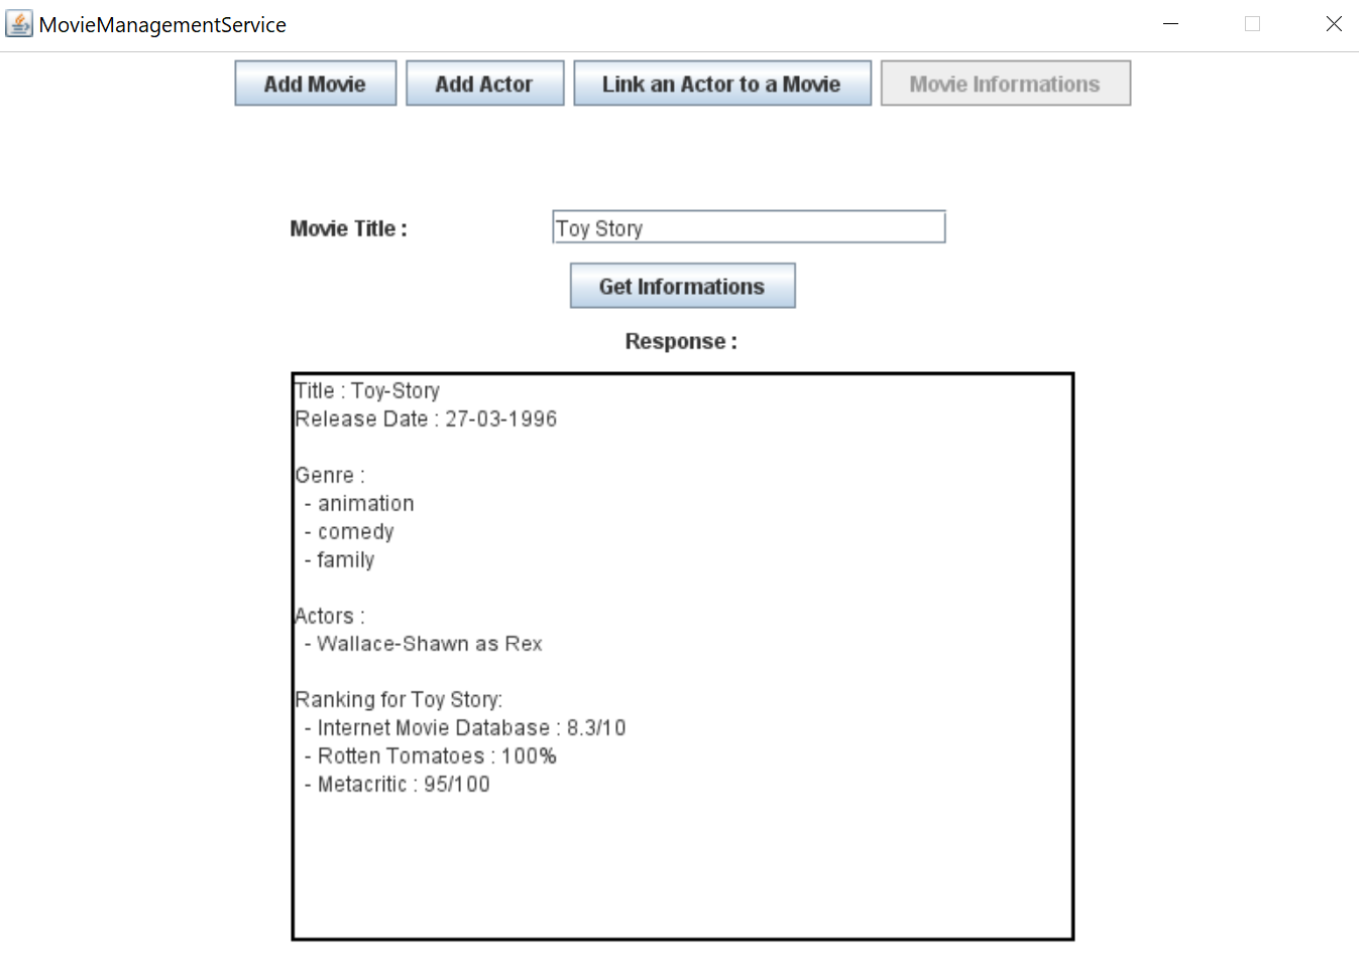 MovieManagementService
Add Movie Add Actor Link an Actor to a Movie Movie Informations
Movie Title : Toy Story
Get Informations
Response :
Title : Toy-Story
Release Date : 27-03-1996
Genre :
- animation
- comedy
- family
Actors :
- Wallace-Shawn as Rex
Ranking for Toy Story:
- Internet Movie Database : 8.3/10
- Rotten Tomatoes : 100%
- Metacritic : 95/100